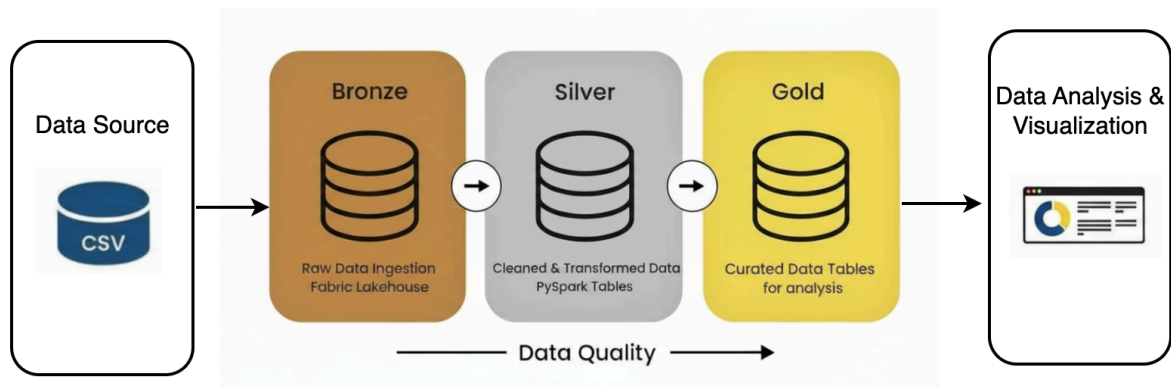 Data Source
CSV
Bronze
Raw Data Ingestion
Fabric Lakehouse
Silver
Cleaned & Transformed Data
PySpark Tables
Gold
Curated Data Tables
for analysis
Data Quality
Data Analysis &
Visualization